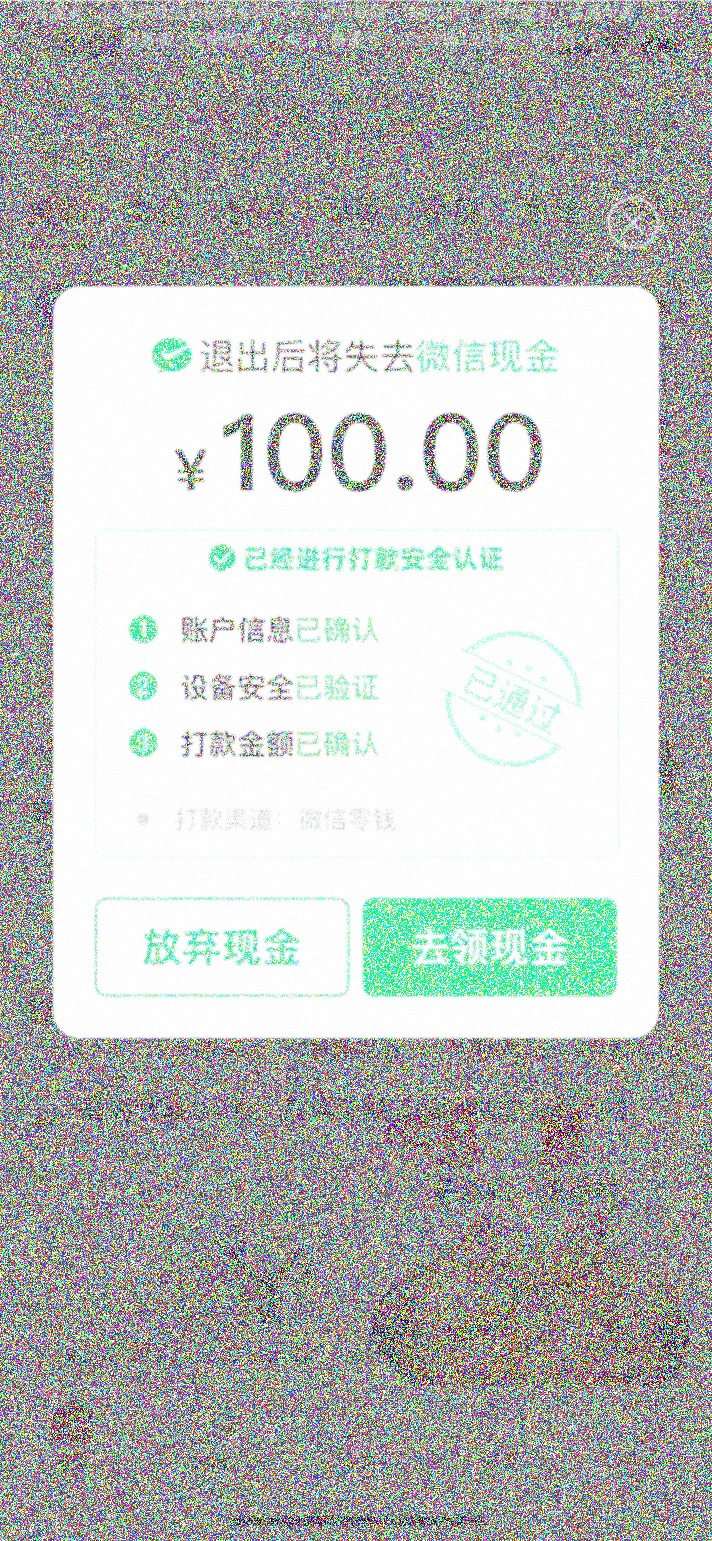 退出后将失去微信现金
¥100.00
已经进行打款安全认证
1 账户信息已确认
2 设备安全已验证
3 打款金额已确认
已通过
打款渠道：微信零钱
放弃现金
去领现金